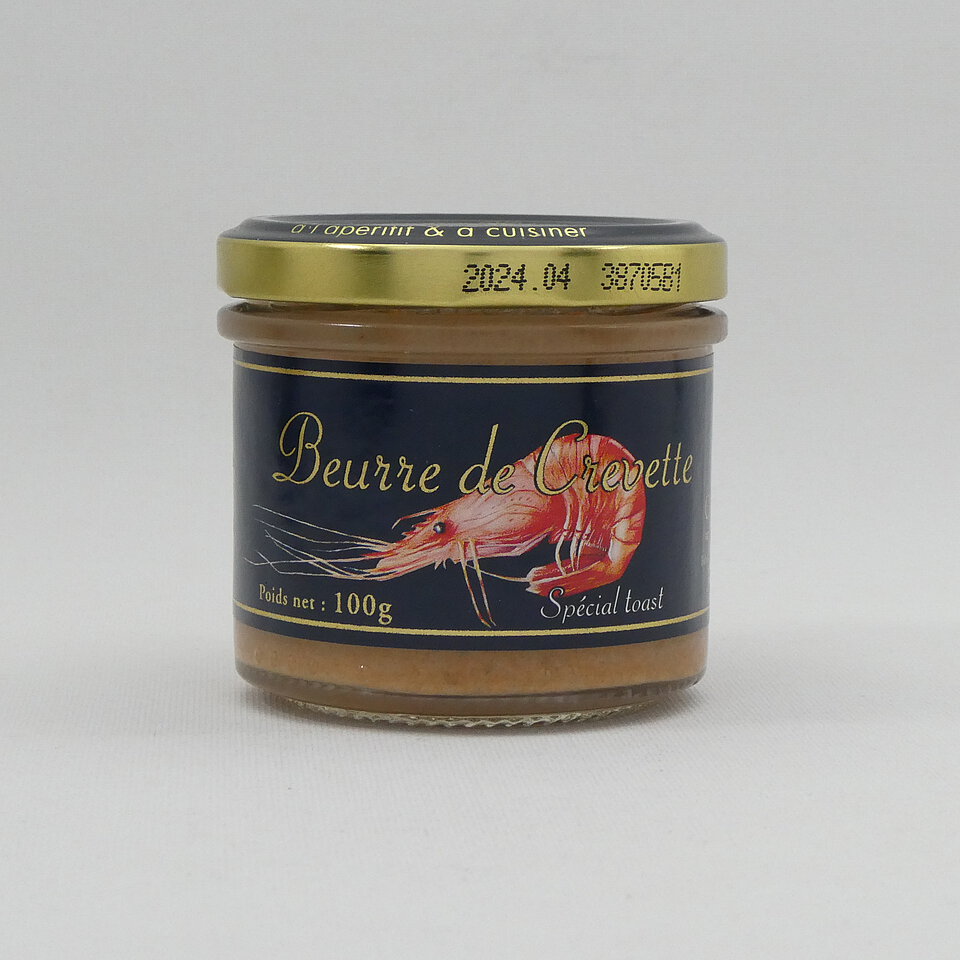 à l'apéritif & à cuisiner
2024.04 3870581
Beurre de Crevette
Poids net : 100g
Spécial toast